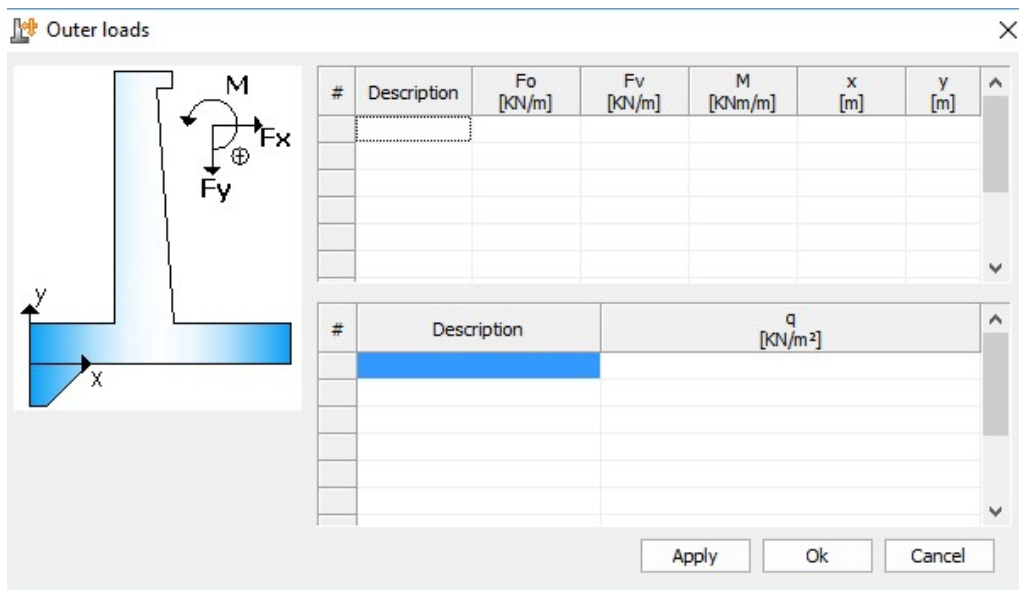 Outer loads
M
Fx
Fy
y
x
# Description Fo [KN/m] Fv [KN/m] M [KNm/m] x [m] y [m]
# Description q [KN/m²]
Apply Ok Cancel